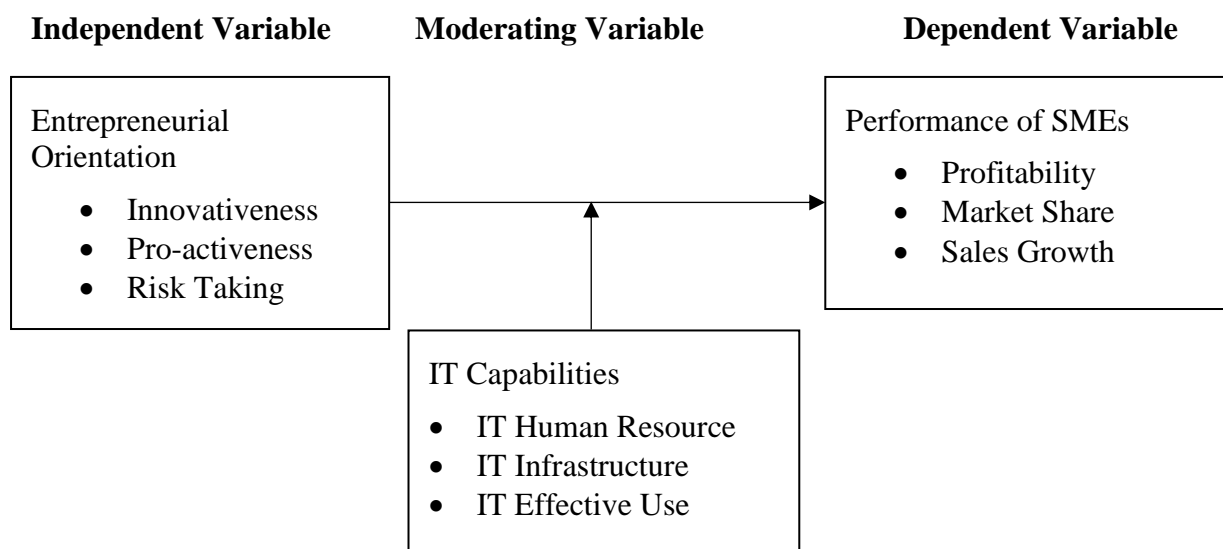 Independent Variable
Moderating Variable
Dependent Variable
Entrepreneurial
Orientation
• Innovativeness
• Pro-activeness
• Risk Taking
Performance of SMEs
• Profitability
• Market Share
• Sales Growth
IT Capabilities
• IT Human Resource
• IT Infrastructure
• IT Effective Use